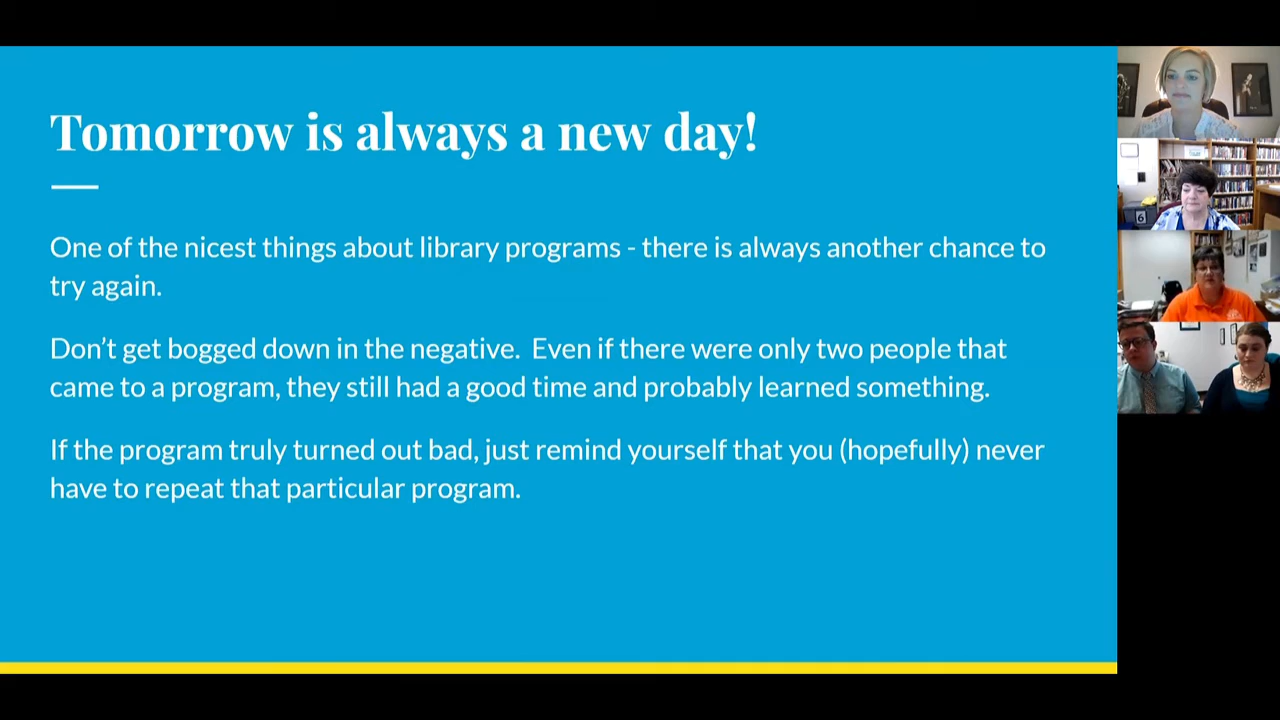 Tomorrow is always a new day!
One of the nicest things about library programs - there is always another chance to
try again.
Don’t get bogged down in the negative.  Even if there were only two people that
came to a program, they still had a good time and probably learned something.
If the program truly turned out bad, just remind yourself that you (hopefully) never
have to repeat that particular program.
6